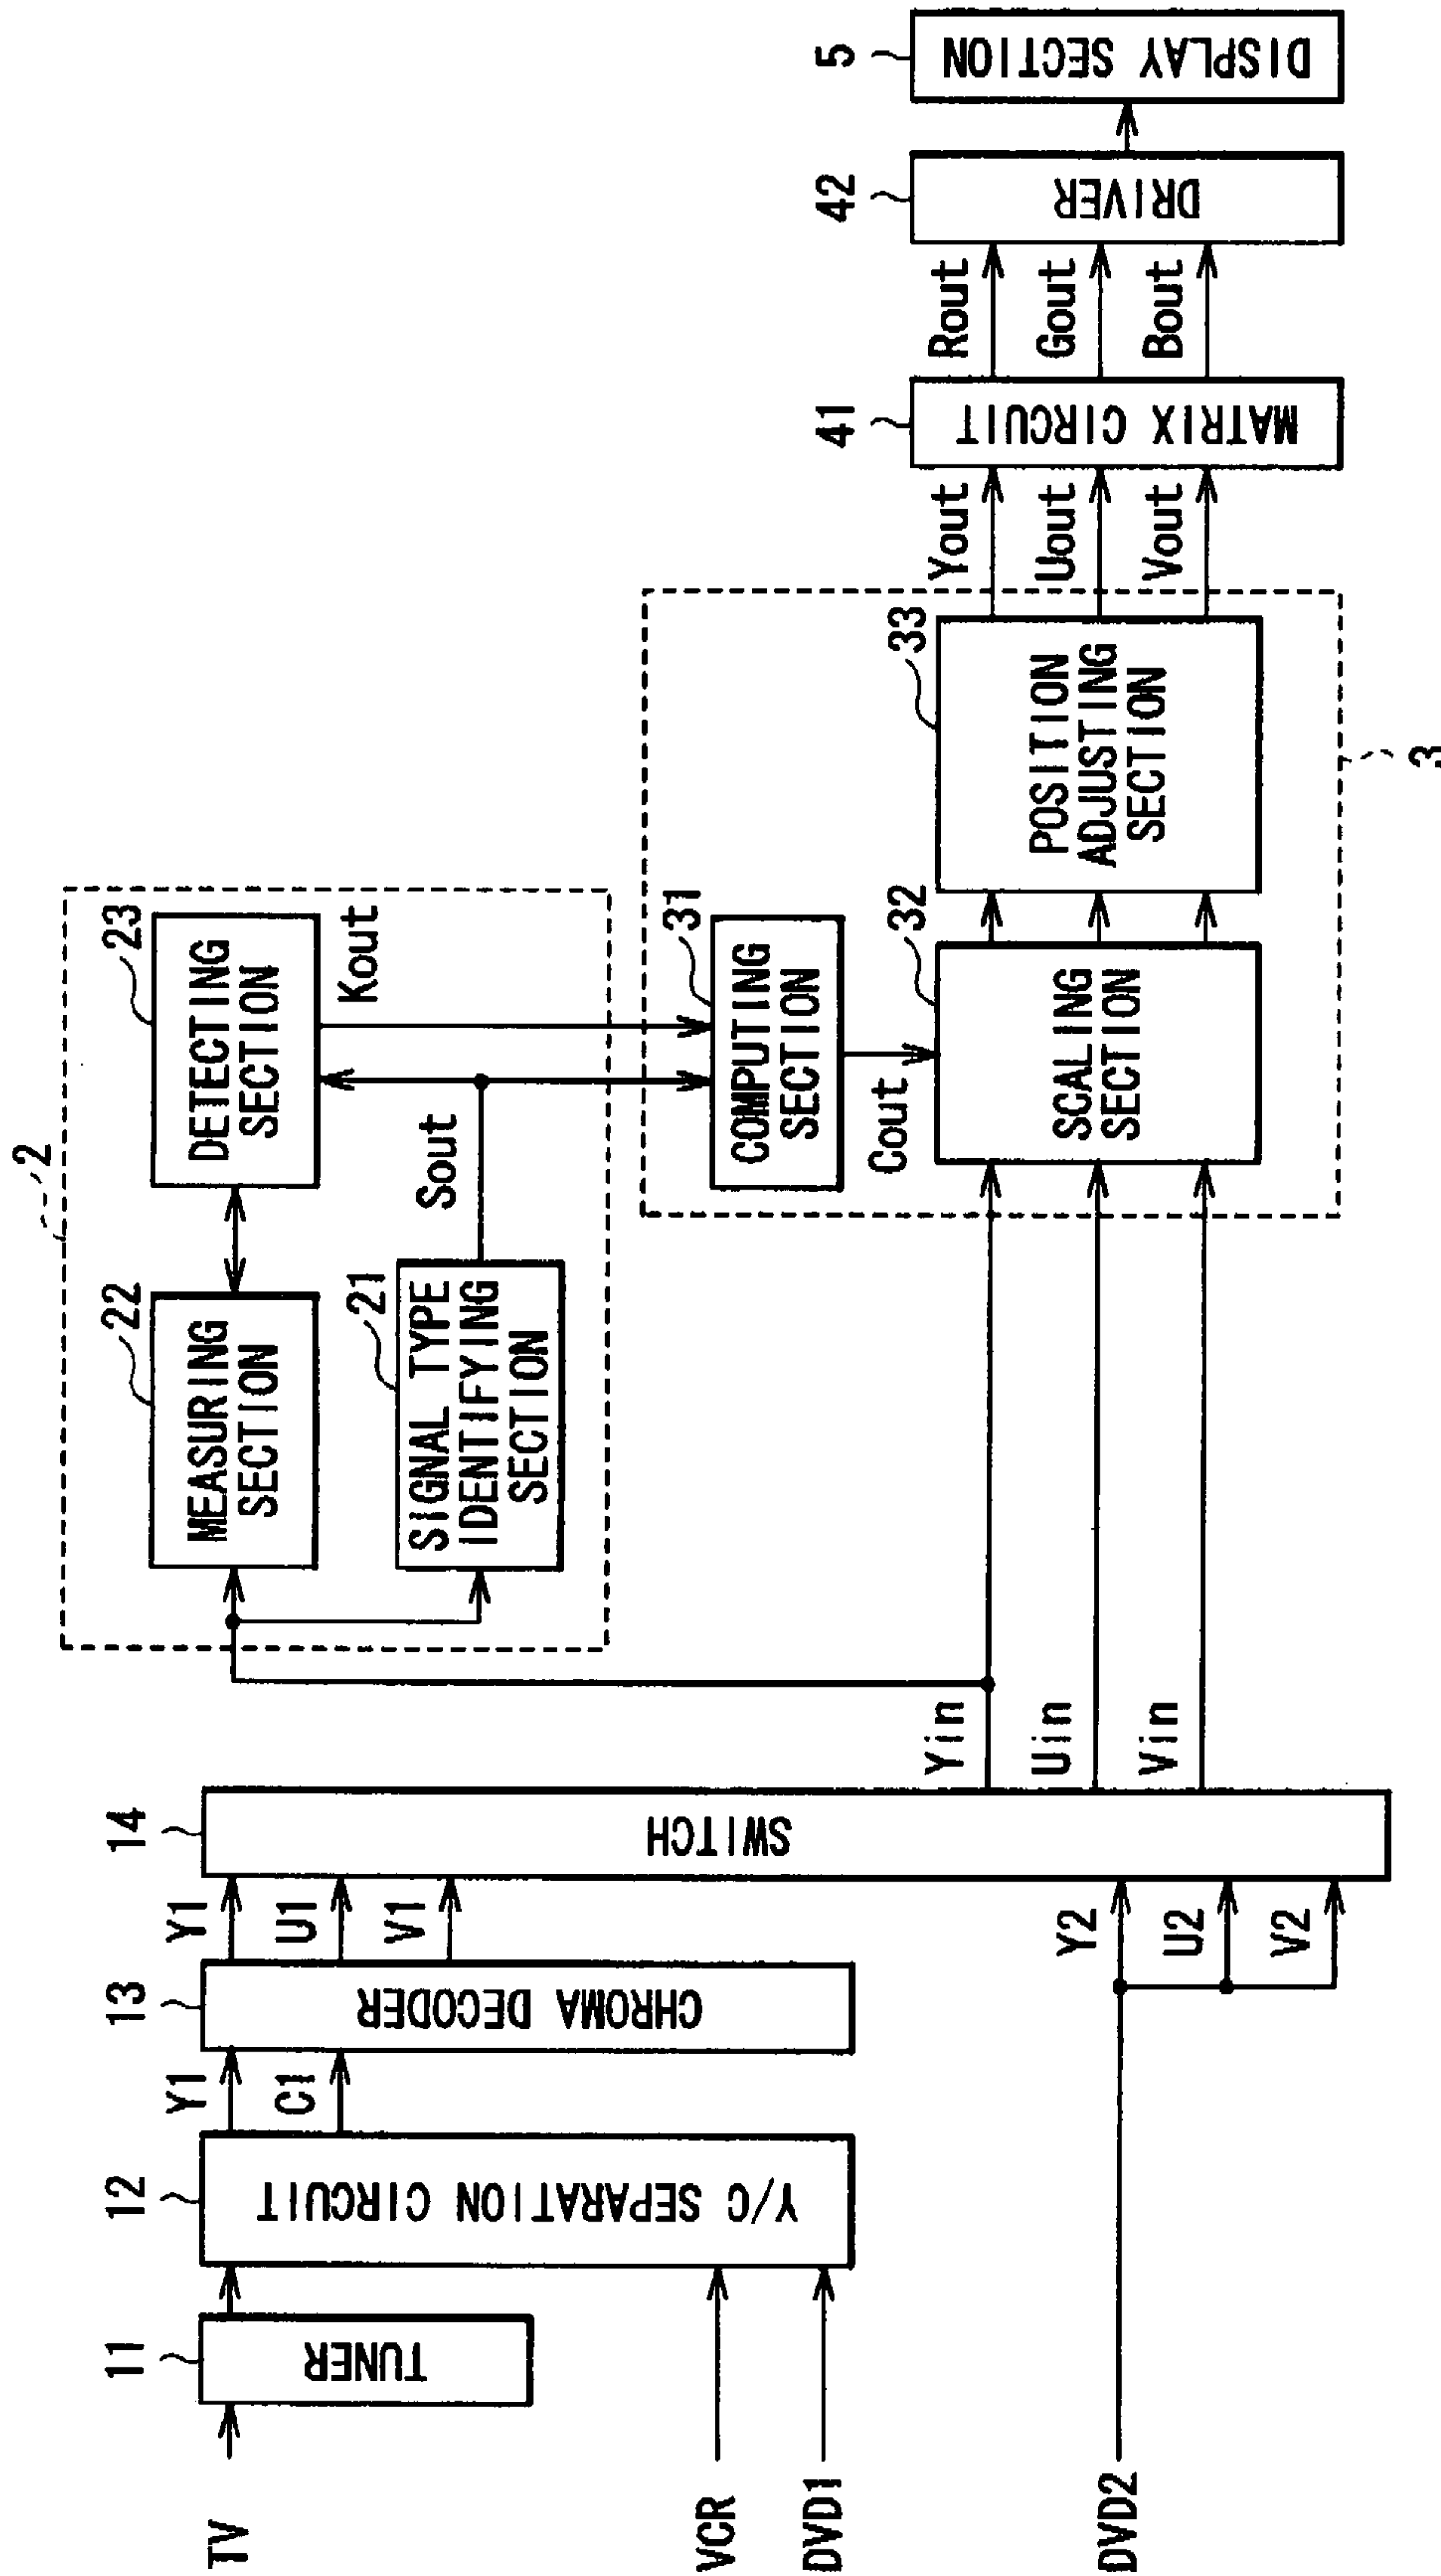 TV
VCR
DVD1
DVD2
11
TUNER
12
Y/C SEPARATION CIRCUIT
Y1
C1
13
CHROMA DECODER
Y1
U1
V1
Y2
U2
V2
14
SWITCH
Yin
Uin
Vin
2
22
MEASURING
SECTION
23
DETECTING
SECTION
21
SIGNAL TYPE
IDENTIFYING
SECTION
Sout
Kout
31
COMPUTING
SECTION
Cout
32
SCALING
SECTION
33
POSITION
ADJUSTING
SECTION
3
Yout
Uout
Vout
41
MATRIX CIRCUIT
Rout
Gout
Bout
42
DRIVER
5
DISPLAY SECTION